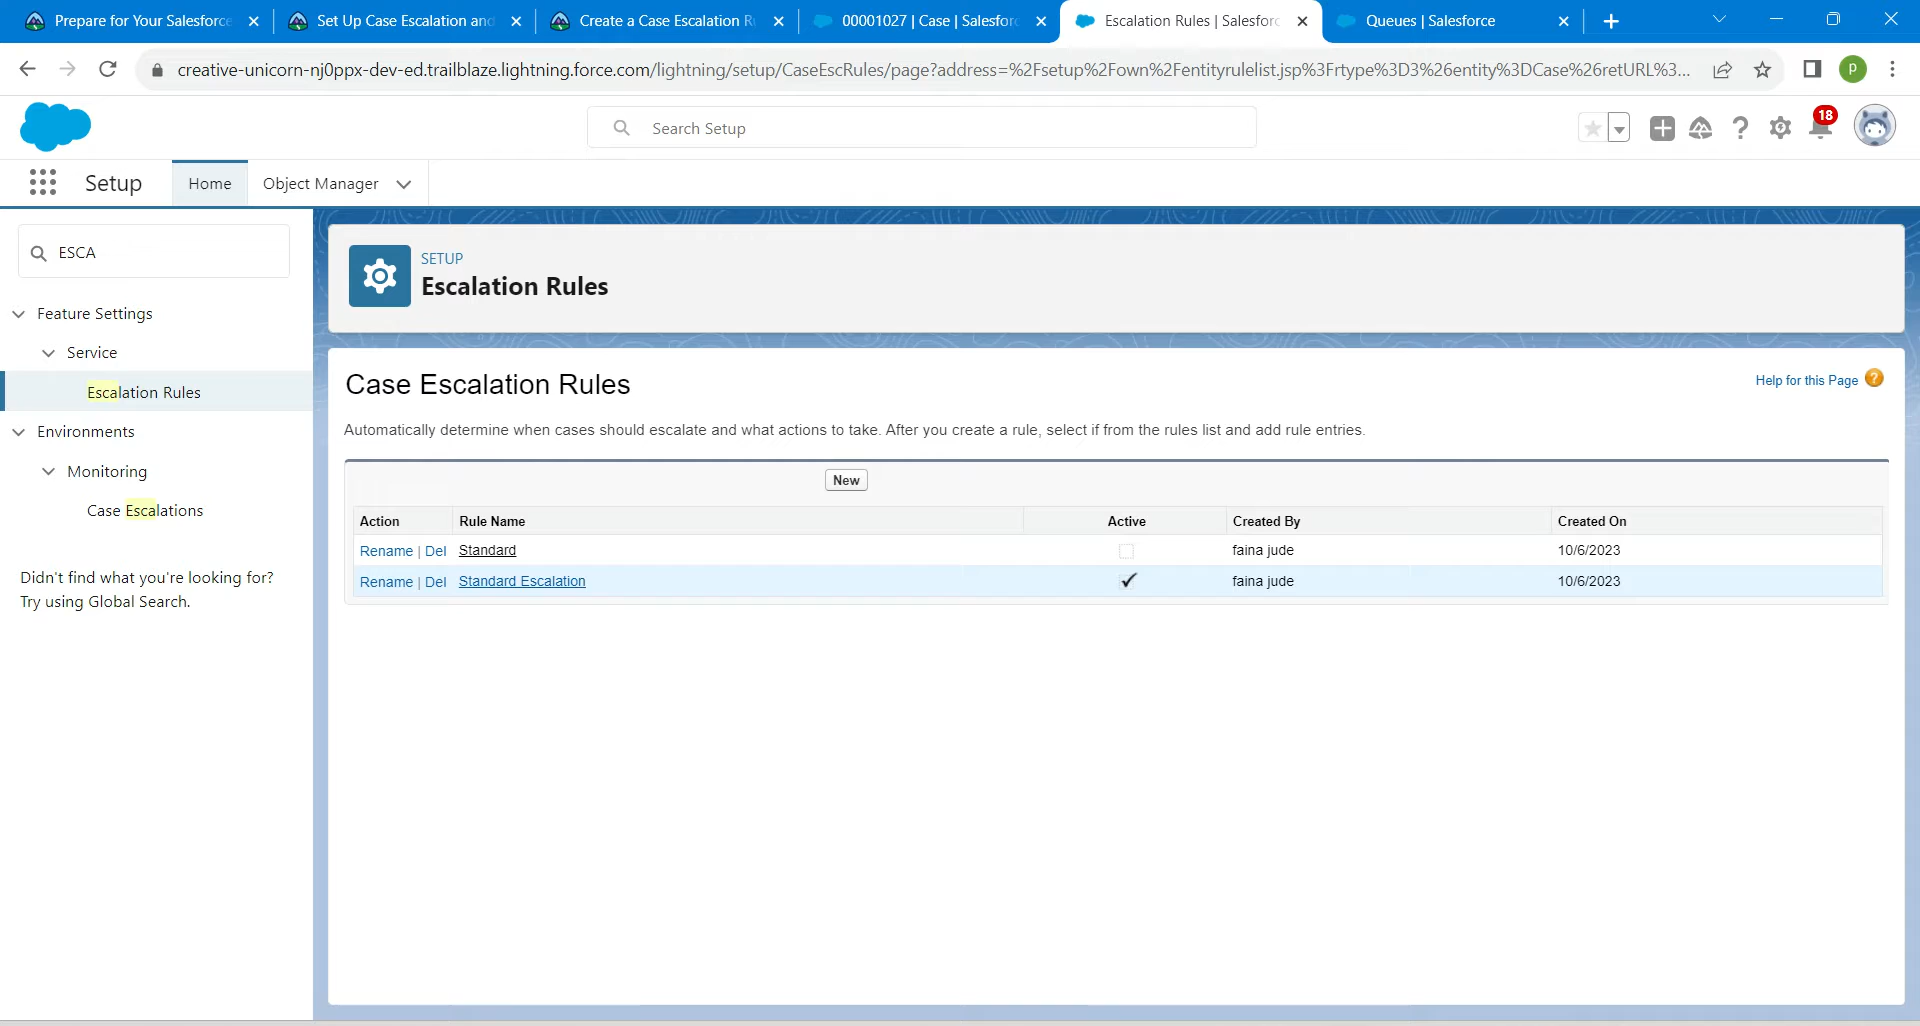 Prepare for Your Salesforce
Set Up Case Escalation and
Create a Case Escalation Ru
00001027 | Case | Salesforc
Escalation Rules | Salesforc
Queues | Salesforce
creative-unicorn-nj0ppx-dev-ed.trailblaze.lightning.force.com/lightning/setup/CaseEscRules/page?address=%2Fsetup%2Fown%2Fentityrulelist.jsp%3Frtype%3D3%26entity%3DCase%26retURL%3...
P
Search Setup
18
Setup
Home
Object Manager
ESCA
Feature Settings
Service
Escalation Rules
Environments
Monitoring
Case Escalations
Didn't find what you're looking for?
Try using Global Search.
SETUP
Escalation Rules
Case Escalation Rules
Help for this Page ?
Automatically determine when cases should escalate and what actions to take. After you create a rule, select if from the rules list and add rule entries.
New
Action Rule Name Active Created By Created On
Rename | Del Standard faina jude 10/6/2023
Rename | Del Standard Escalation faina jude 10/6/2023